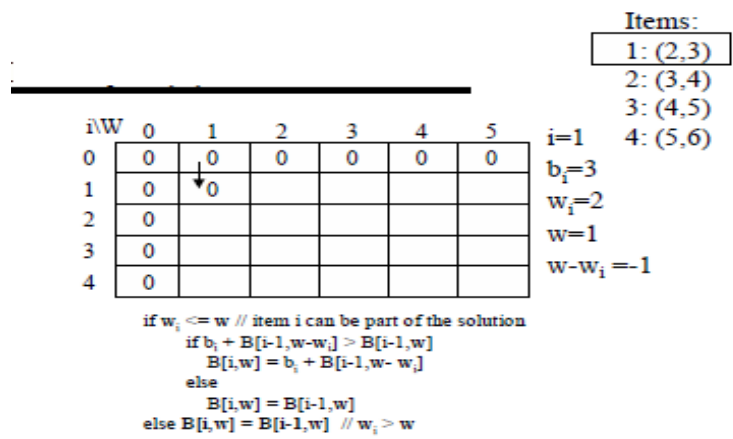 Items:
1: (2,3)
2: (3,4)
3: (4,5)
4: (5,6)
i\W 0 1 2 3 4 5
0 0 0 0 0 0 0
1 0 0
2 0
3 0
4 0
i=1
bᵢ=3
wᵢ=2
w=1
w-wᵢ =-1
if wᵢ <= w // item i can be part of the solution
if bᵢ + B[i-1,w-wᵢ] > B[i-1,w]
B[i,w] = bᵢ + B[i-1,w- wᵢ]
else
B[i,w] = B[i-1,w]
else B[i,w] = B[i-1,w] // wᵢ > w